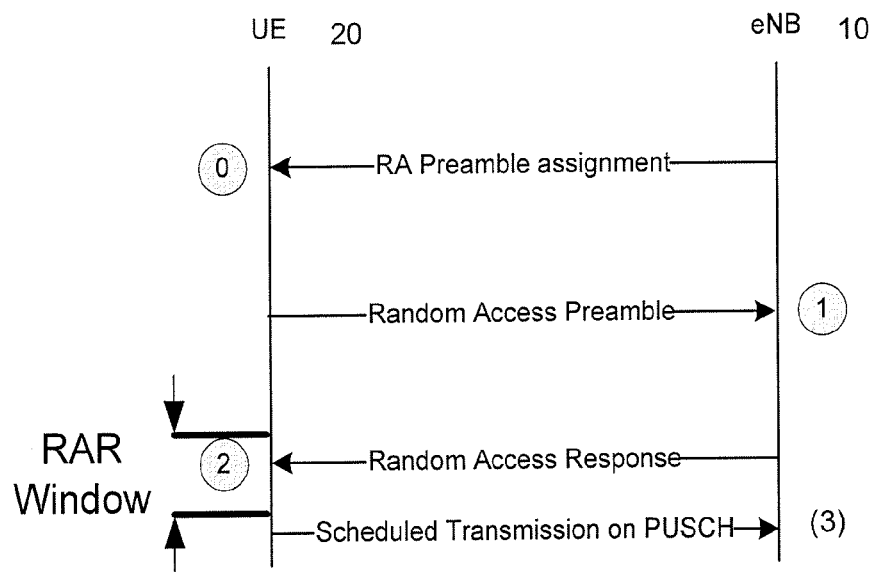 UE 20 eNB 10
0 RA Preamble assignment
Random Access Preamble 1
RAR
Window
2 Random Access Response
Scheduled Transmission on PUSCH (3)